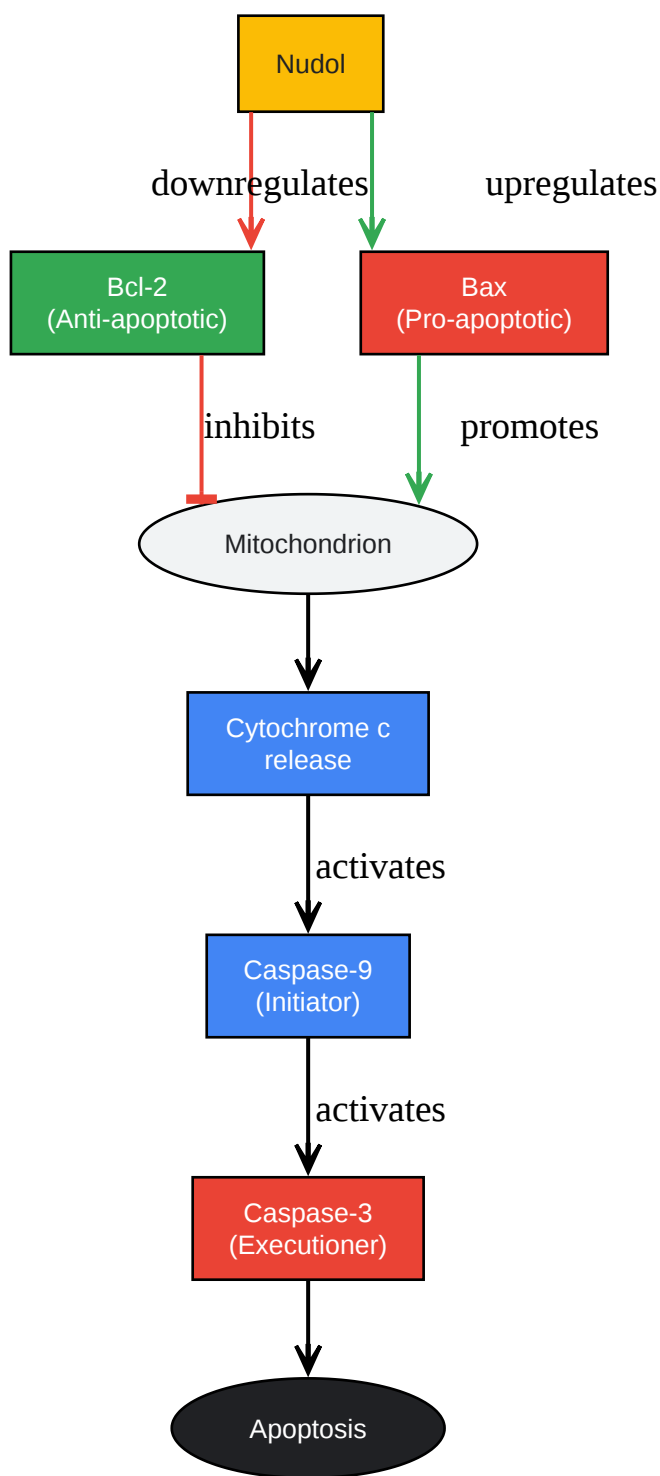 Nudol
downregulates
upregulates
Bcl-2
(Anti-apoptotic)
Bax
(Pro-apoptotic)
inhibits
promotes
Mitochondrion
Cytochrome c
release
activates
Caspase-9
(Initiator)
activates
Caspase-3
(Executioner)
Apoptosis